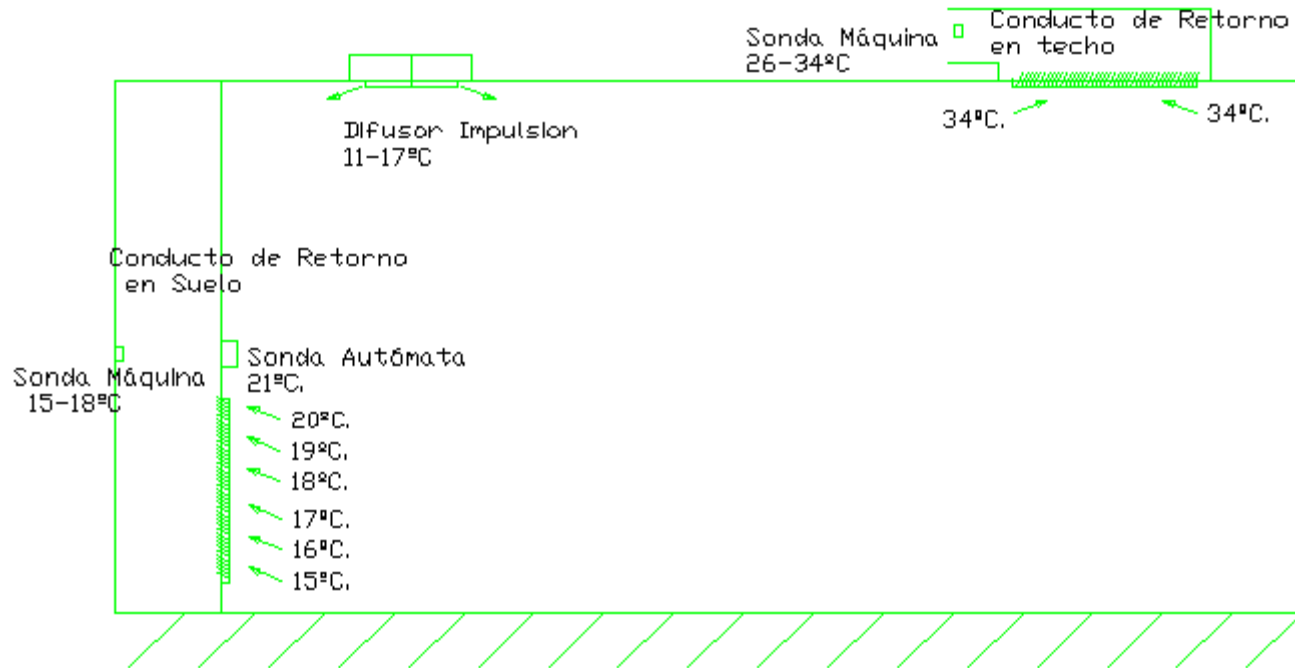 Conducto de Retorno
en techo
Sonda Máquina
26-34ºC
34ºC.
34ºC.
Difusor Impulsion
11-17ºC
Conducto de Retorno
en Suelo
Sonda Autómata
21ºC.
Sonda Máquina
15-18ºC
20ºC.
19ºC.
18ºC.
17ºC.
16ºC.
15ºC.